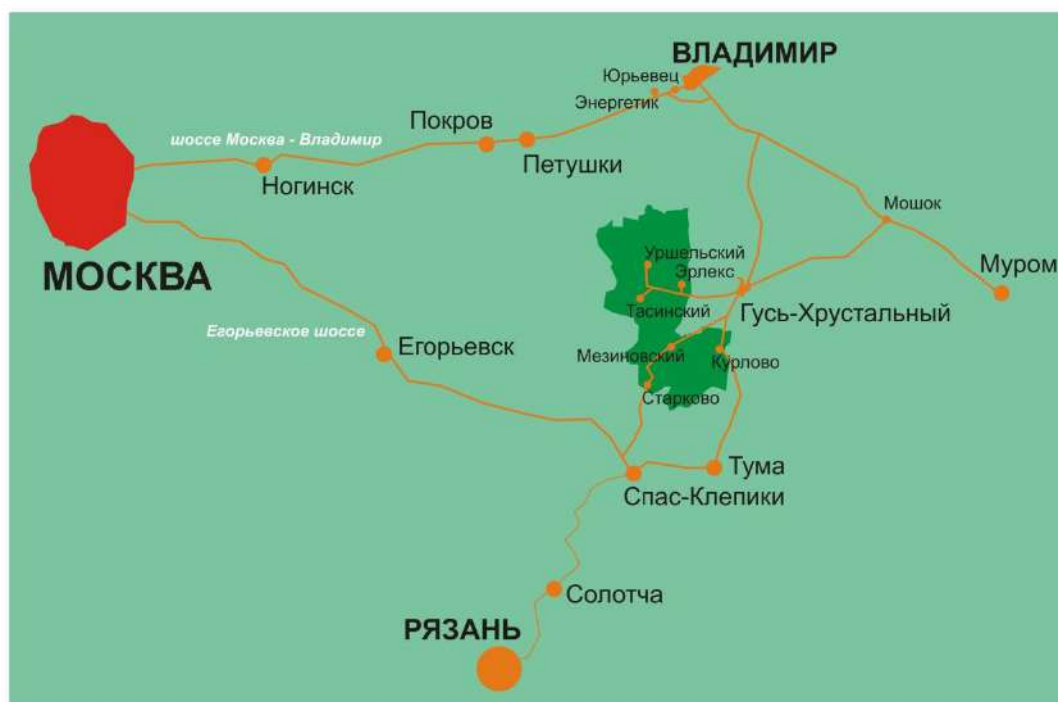 ВЛАДИМИР
Юрьевец
Энергетик
Покров
шоссе Москва - Владимир
Петушки
Ногинск
Мошок
МОСКВА
Уршельский
Эрлекс
Муром
Тасинский
Гусь-Хрустальный
Егорьевское шоссе
Егорьевск
Мезиновский
Курлово
Старково
Тума
Спас-Клепики
Солотча
РЯЗАНЬ